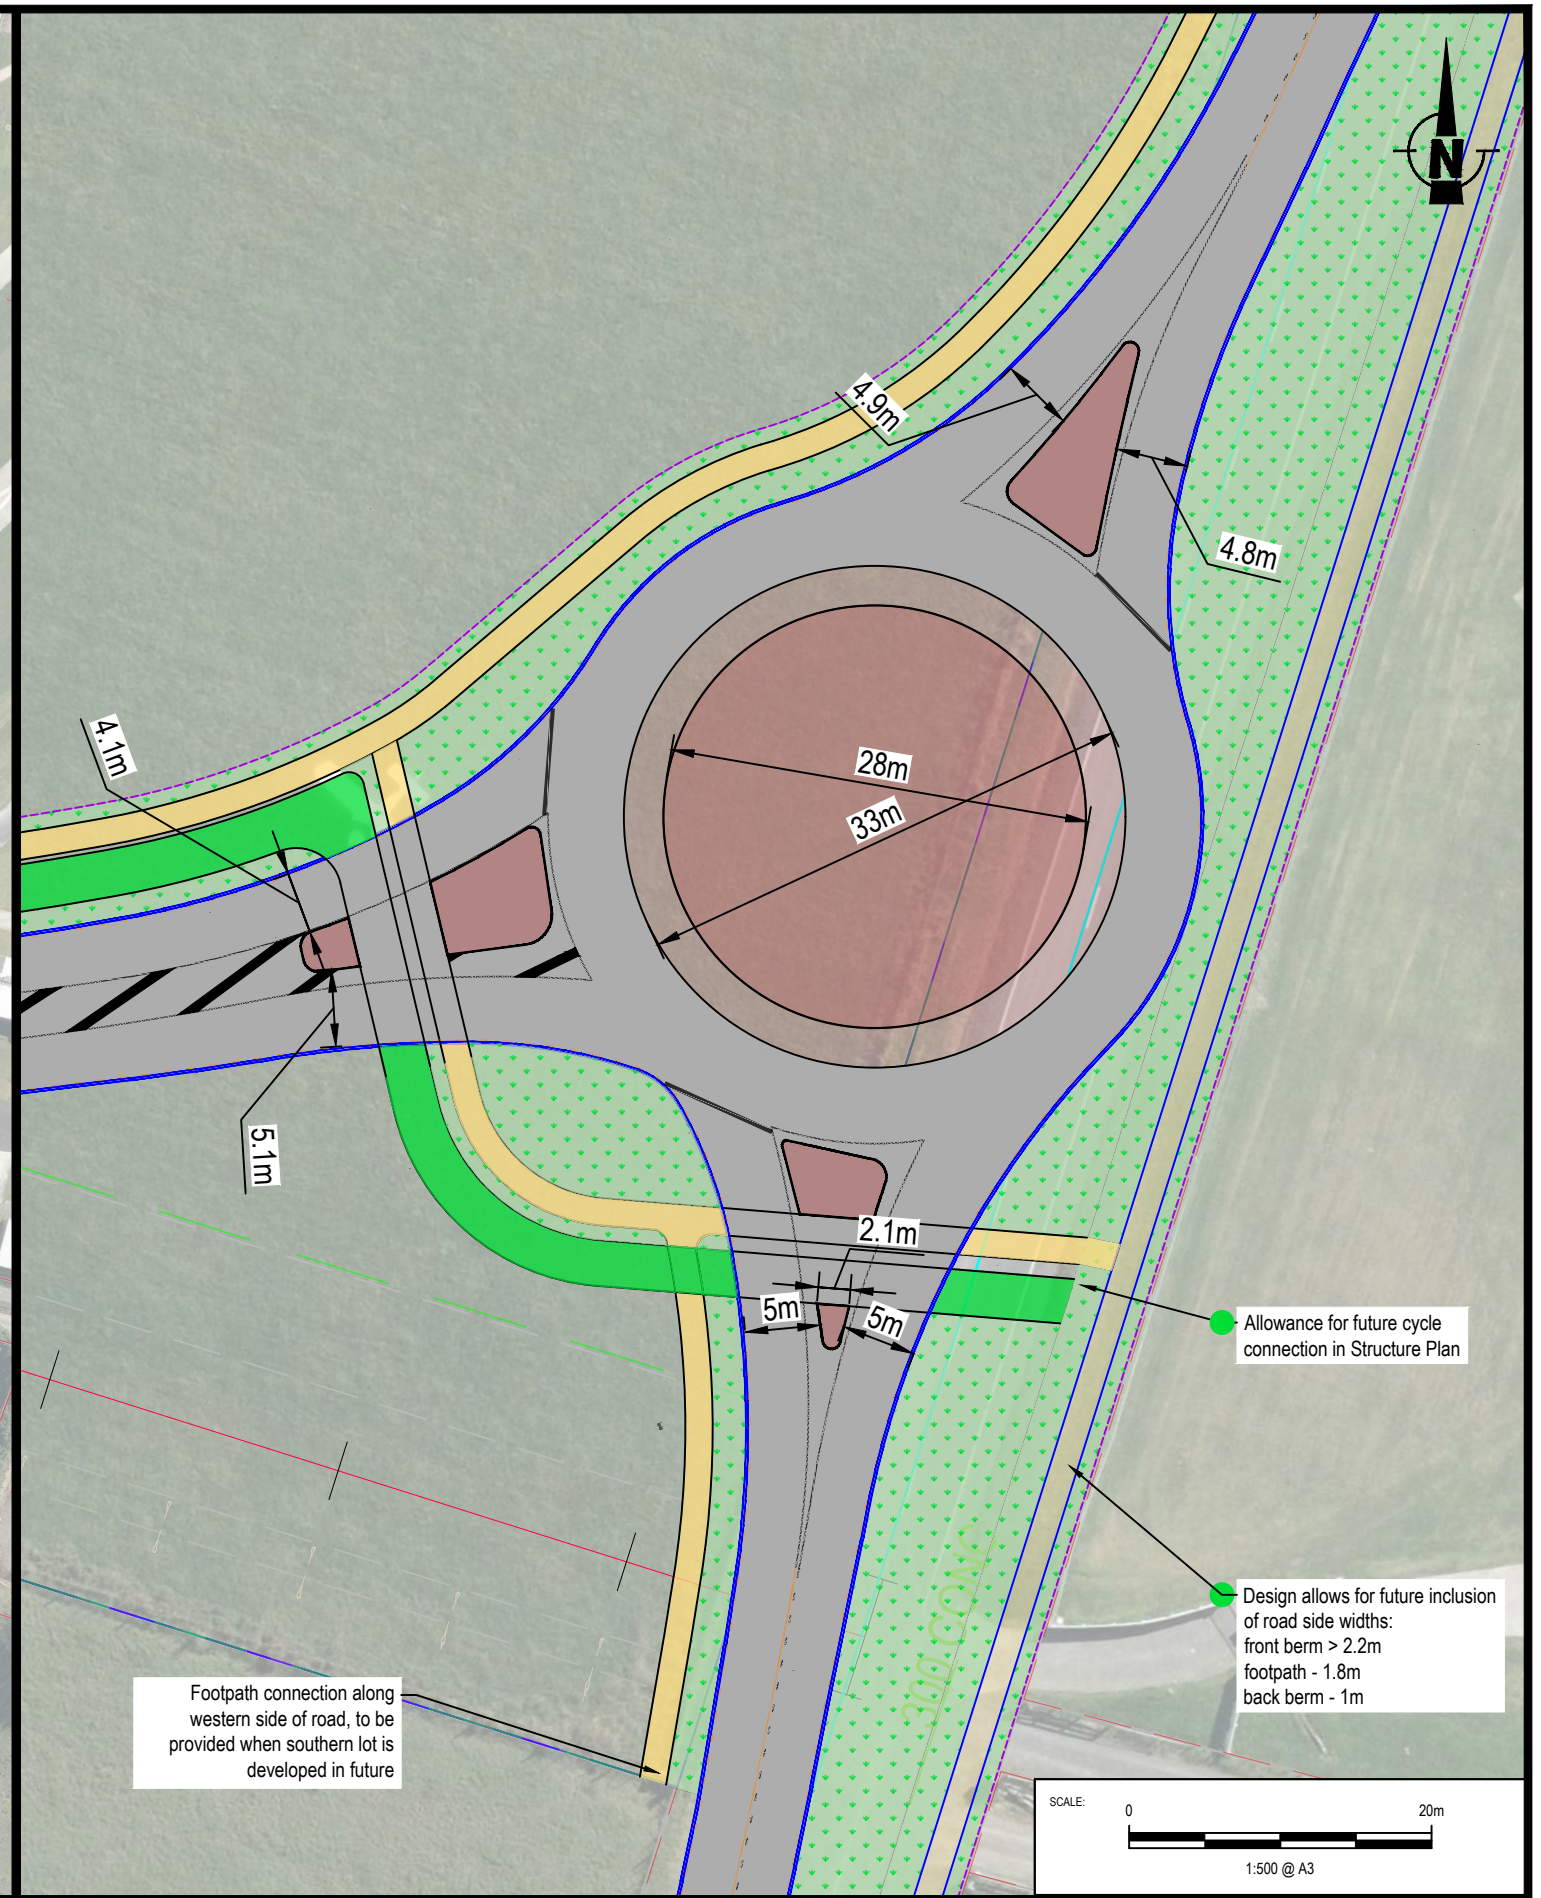 N
4.9m
4.8m
4.1m
28m
33m
5.1m
2.1m
5m
5m
Allowance for future cycle
connection in Structure Plan
300 CONC
Design allows for future inclusion
of road side widths:
front berm > 2.2m
footpath - 1.8m
back berm - 1m
Footpath connection along
western side of road, to be
provided when southern lot is
developed in future
SCALE:
0
20m
1:500 @ A3